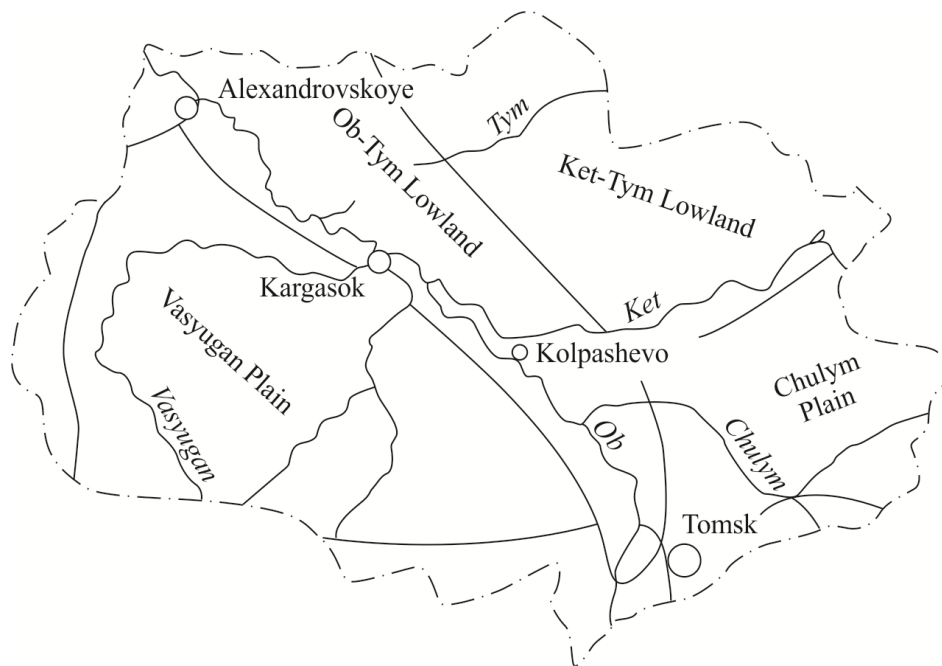 Alexandrovskoye
Tym
Ob-Tym Lowland
Ket-Tym Lowland
Kargasok
Ket
Vasyugan Plain
Kolpashevo
Chulym
Plain
Vasyugan
Ob
Chulym
Tomsk